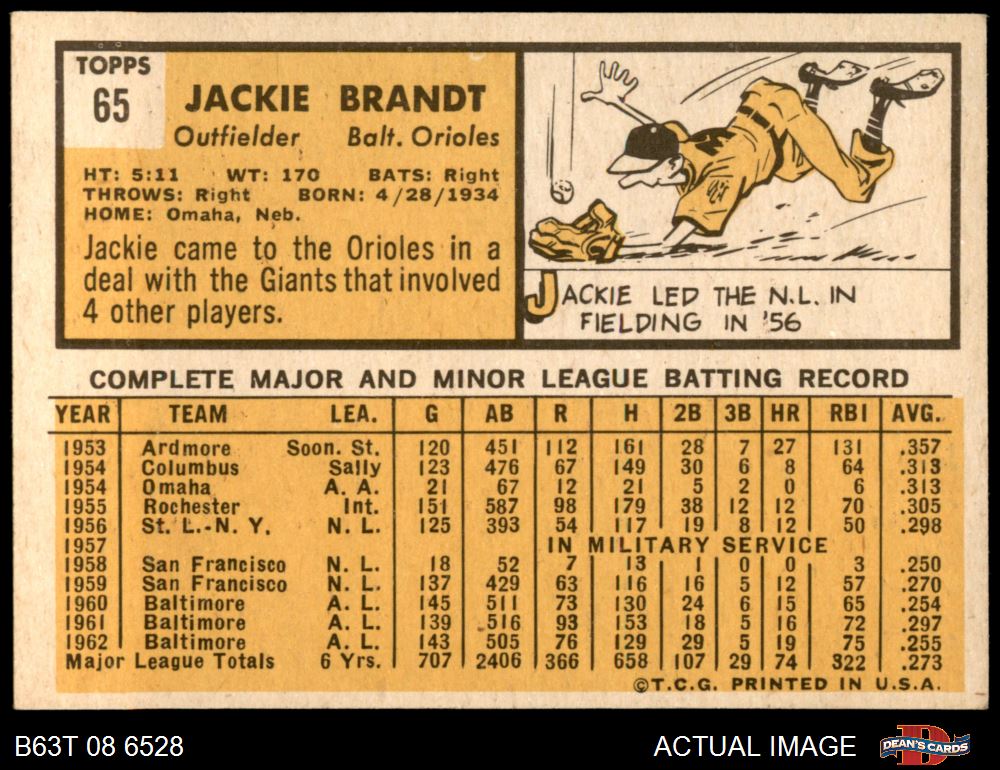 TOPPS
65
JACKIE BRANDT
Outfielder Balt. Orioles
HT: 5:11 WT: 170 BATS: Right
THROWS: Right BORN: 4/28/1934
HOME: Omaha, Neb.
Jackie came to the Orioles in a
deal with the Giants that involved
4 other players.
JACKIE LED THE N.L. IN
FIELDING IN '56
COMPLETE MAJOR AND MINOR LEAGUE BATTING RECORD
YEAR TEAM LEA. G AB R H 2B 3B HR RBI AVG.
1953 Ardmore Soon. St. 120 451 112 161 28 7 27 131 .357
1954 Columbus Sally 123 476 67 149 30 6 8 64 .313
1954 Omaha A. A. 21 67 12 21 5 2 0 6 .313
1955 Rochester Int. 151 587 98 179 38 12 12 70 .305
1956 St. L.-N. Y. N. L. 125 393 54 117 19 8 12 50 .298
1957 IN MILITARY SERVICE
1958 San Francisco N. L. 18 52 7 13 1 0 0 3 .250
1959 San Francisco N. L. 137 429 63 116 16 5 12 57 .270
1960 Baltimore A. L. 145 511 73 130 24 6 15 65 .254
1961 Baltimore A. L. 139 516 93 153 18 5 16 72 .297
1962 Baltimore A. L. 143 505 76 129 29 5 19 75 .255
Major League Totals 6 Yrs. 707 2406 366 658 107 29 74 322 .273
©T.C.G. PRINTED IN U.S.A.
B63T 08 6528 ACTUAL IMAGE D DEAN'S CARDS